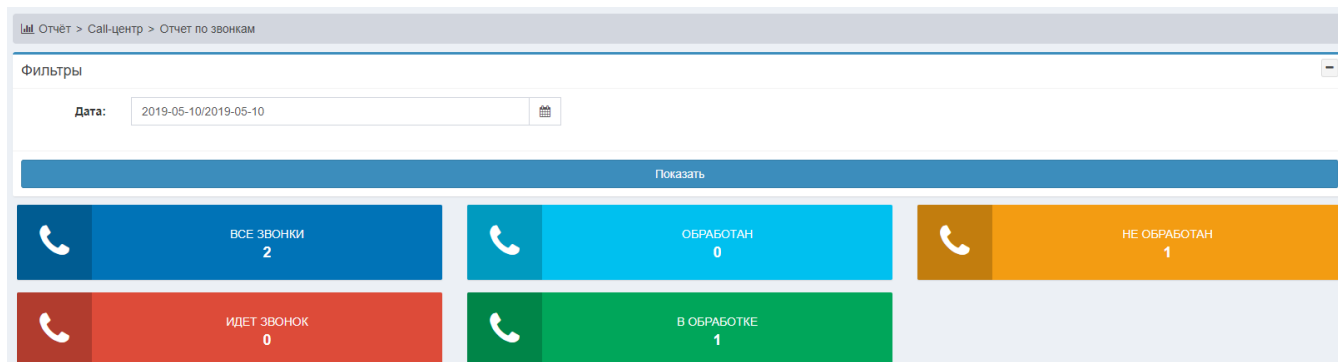 Отчёт > Call-центр > Отчет по звонкам
Фильтры
Дата: 2019-05-10/2019-05-10
Показать
ВСЕ ЗВОНКИ
2
ОБРАБОТАН
0
НЕ ОБРАБОТАН
1
ИДЕТ ЗВОНОК
0
В ОБРАБОТКЕ
1